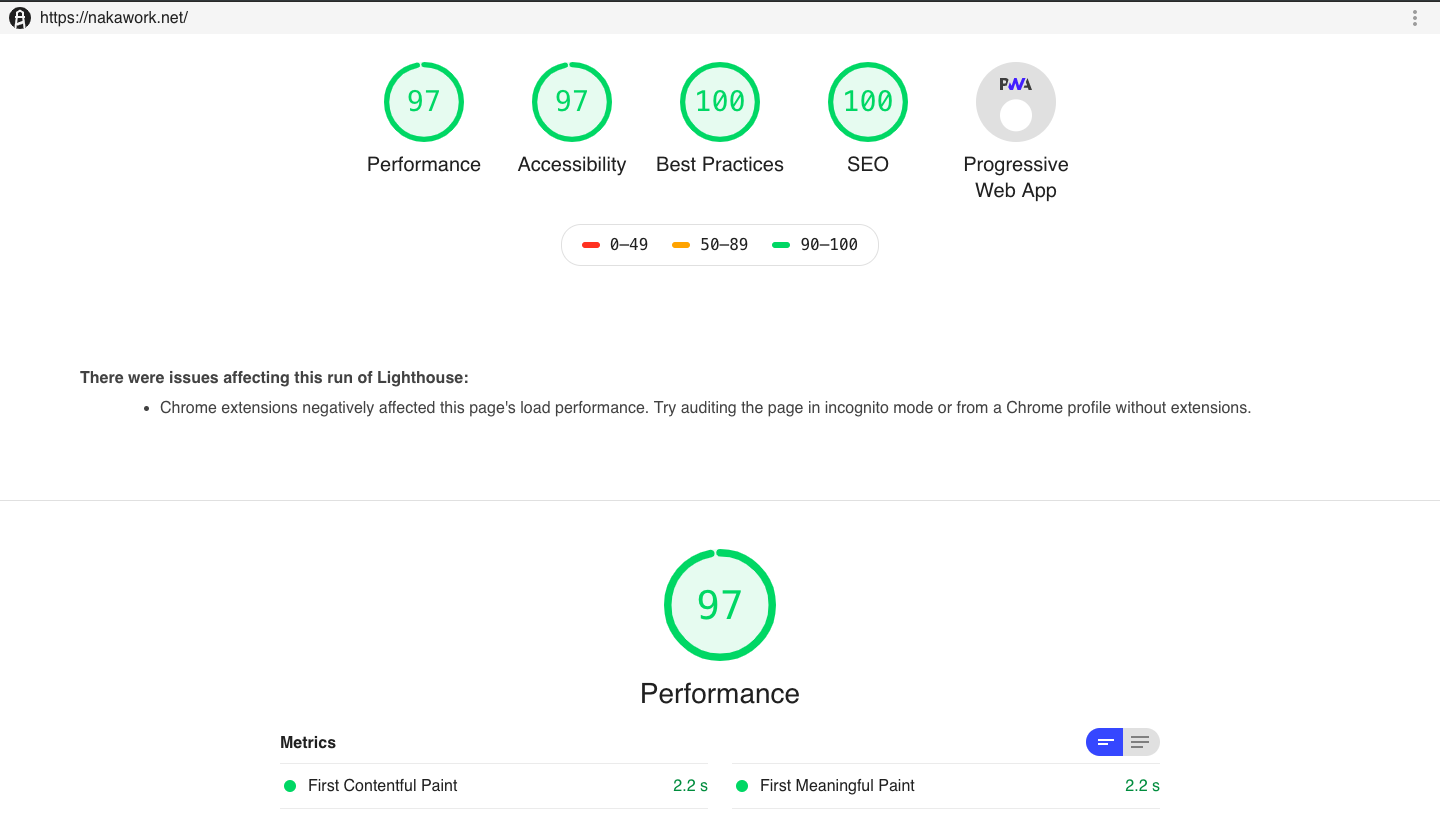 https://nakawork.net/
97 97 100 100 PWA
Performance Accessibility Best Practices SEO Progressive
Web App
0–49 50–89 90–100
There were issues affecting this run of Lighthouse:
• Chrome extensions negatively affected this page's load performance. Try auditing the page in incognito mode or from a Chrome profile without extensions.
97
Performance
Metrics
First Contentful Paint 2.2 s First Meaningful Paint 2.2 s